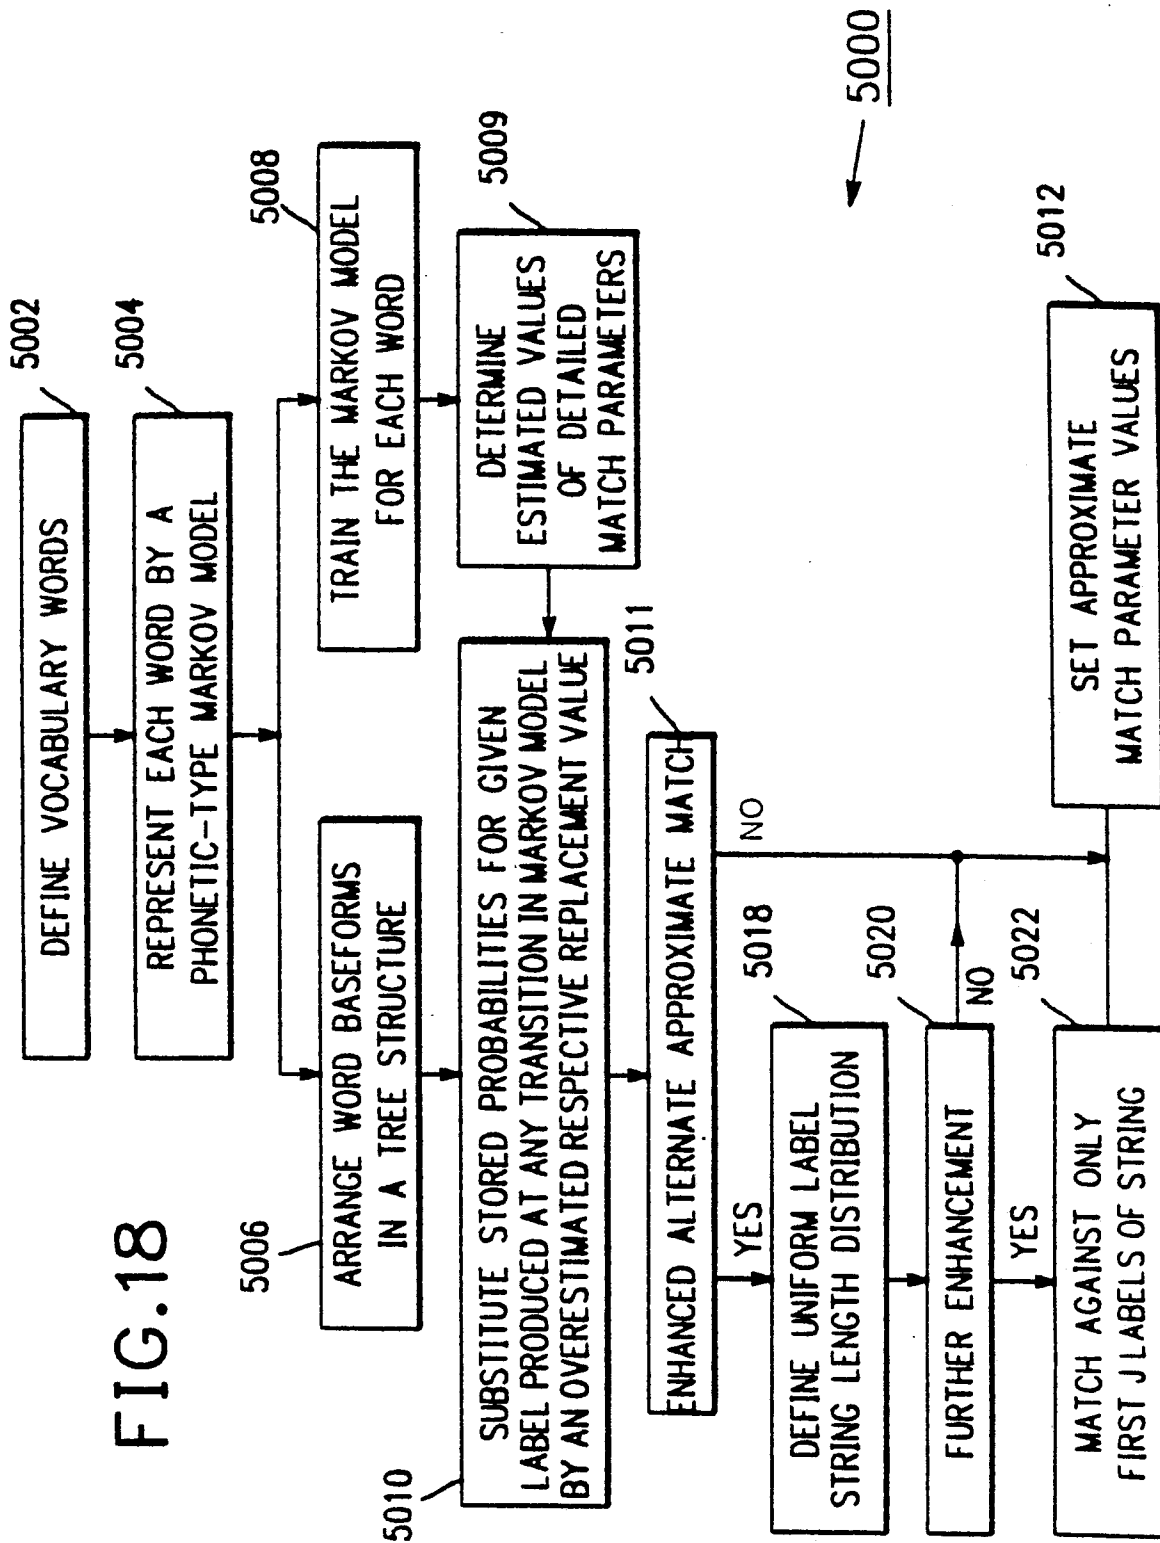 FIG.18
5000
5002
DEFINE VOCABULARY WORDS
5004
REPRESENT EACH WORD BY A
PHONETIC-TYPE MARKOV MODEL
5006
ARRANGE WORD BASEFORMS
IN A TREE STRUCTURE
5008
TRAIN THE MARKOV MODEL
FOR EACH WORD
5009
DETERMINE
ESTIMATED VALUES
OF DETAILED
MATCH PARAMETERS
5010
SUBSTITUTE STORED PROBABILITIES FOR GIVEN
LABEL PRODUCED AT ANY TRANSITION IN MARKOV MODEL
BY AN OVERESTIMATED RESPECTIVE REPLACEMENT VALUE
5011
ENHANCED ALTERNATE APPROXIMATE MATCH
YES
NO
5018
DEFINE UNIFORM LABEL
STRING LENGTH DISTRIBUTION
5020
FURTHER ENHANCEMENT
NO
YES
5022
MATCH AGAINST ONLY
FIRST J LABELS OF STRING
5012
SET APPROXIMATE
MATCH PARAMETER VALUES